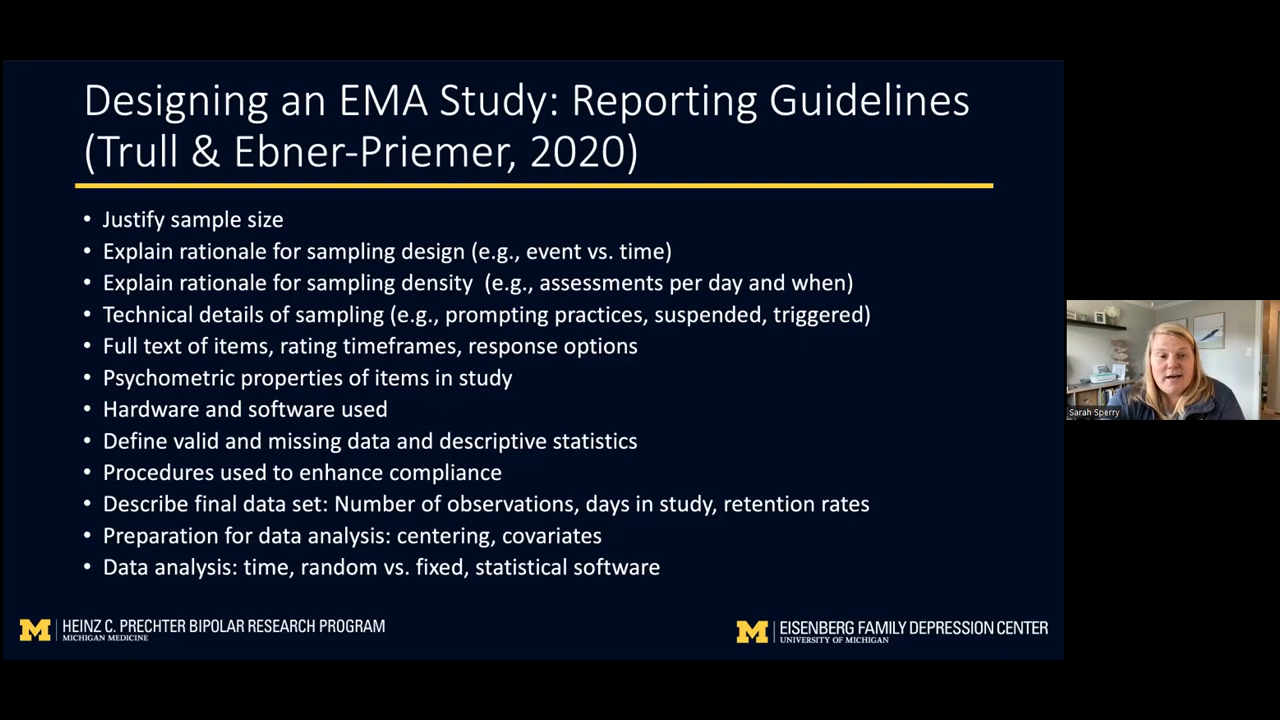 Designing an EMA Study: Reporting Guidelines
(Trull & Ebner-Priemer, 2020)
• Justify sample size
• Explain rationale for sampling design (e.g., event vs. time)
• Explain rationale for sampling density (e.g., assessments per day and when)
• Technical details of sampling (e.g., prompting practices, suspended, triggered)
• Full text of items, rating timeframes, response options
• Psychometric properties of items in study
• Hardware and software used
• Define valid and missing data and descriptive statistics
• Procedures used to enhance compliance
• Describe final data set: Number of observations, days in study, retention rates
• Preparation for data analysis: centering, covariates
• Data analysis: time, random vs. fixed, statistical software
M HEINZ C. PRECHTER BIPOLAR RESEARCH PROGRAM
MICHIGAN MEDICINE
M EISENBERG FAMILY DEPRESSION CENTER
UNIVERSITY OF MICHIGAN
Sarah Sperry